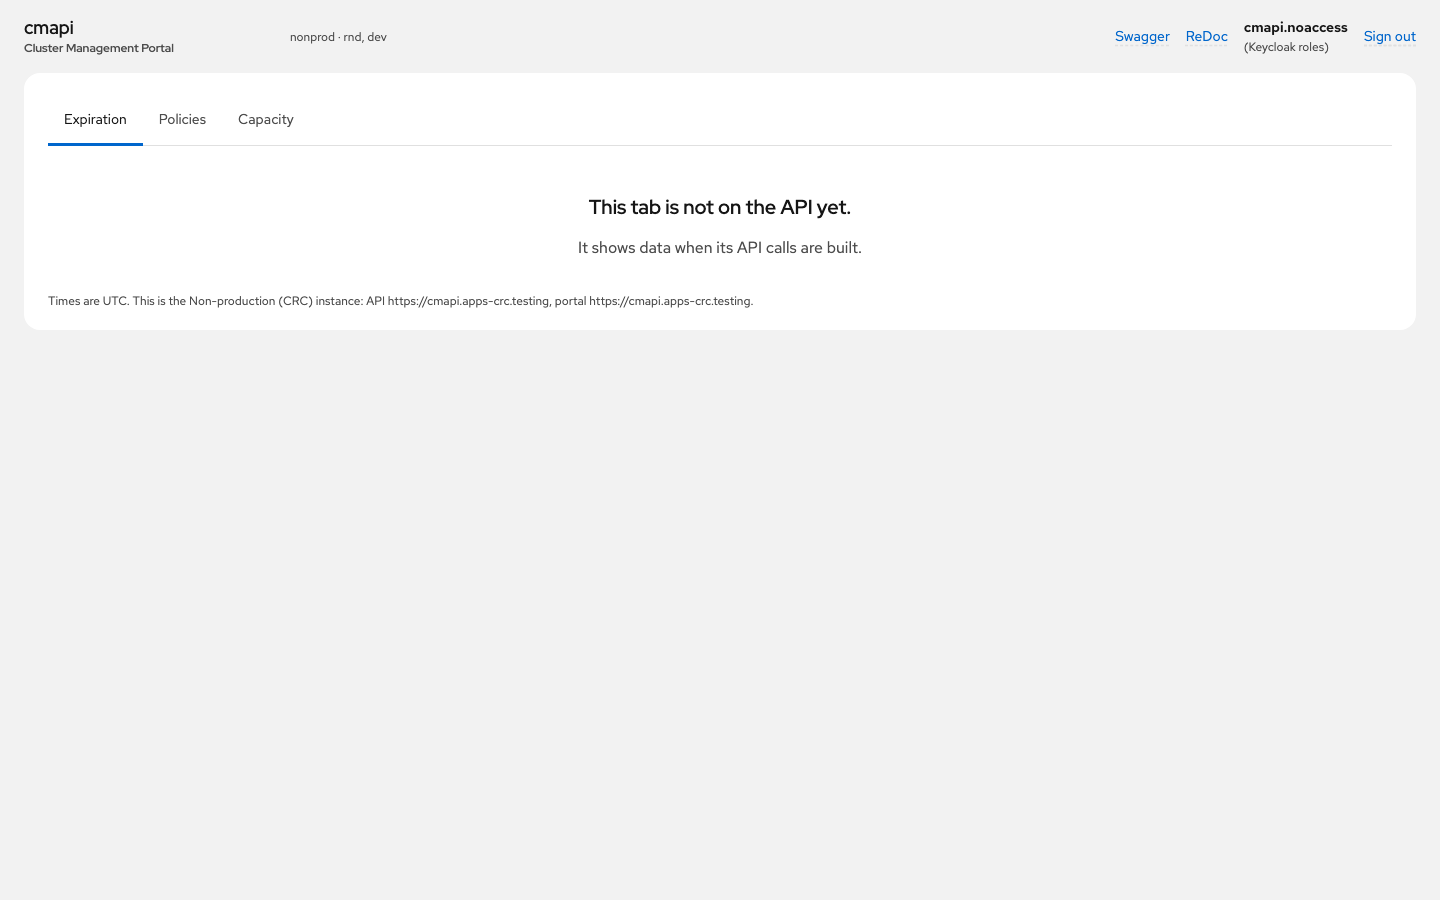 cmapi
Cluster Management Portal
nonprod · rnd, dev
Swagger
ReDoc
cmapi.noaccess
(Keycloak roles)
Sign out
Expiration
Policies
Capacity
This tab is not on the API yet.
It shows data when its API calls are built.
Times are UTC. This is the Non-production (CRC) instance: API https://cmapi.apps-crc.testing, portal https://cmapi.apps-crc.testing.